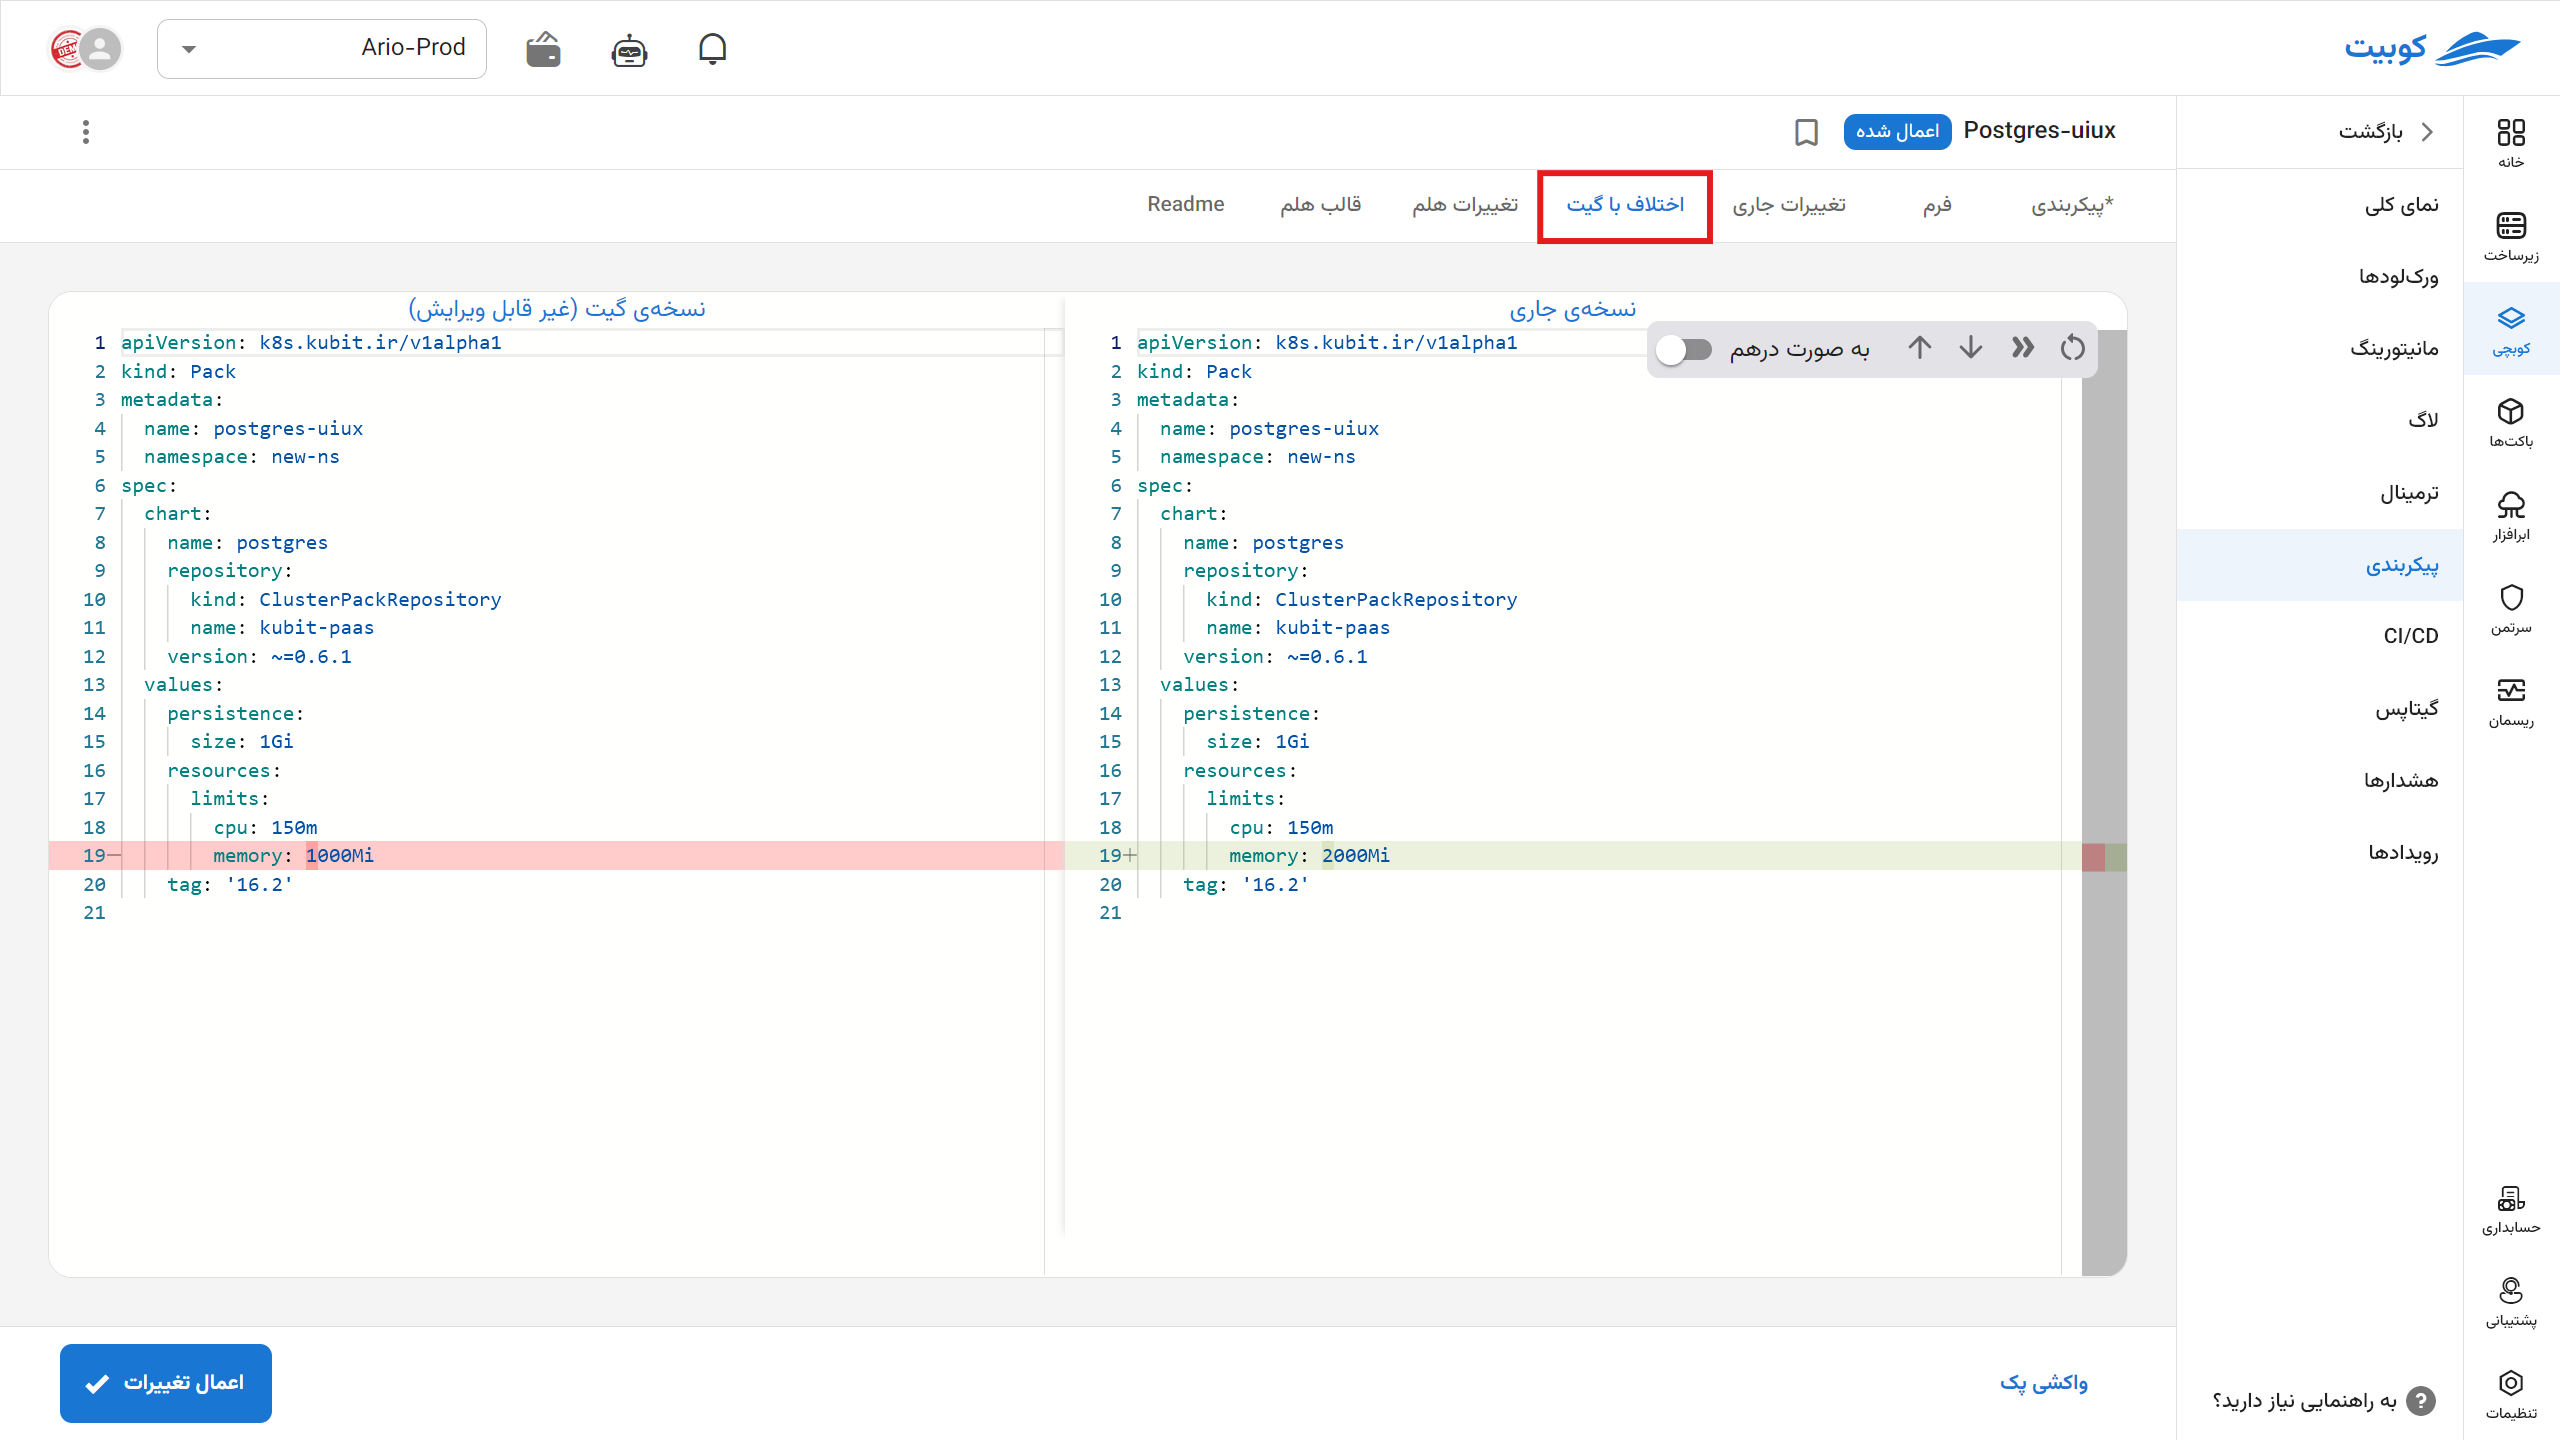 کوبیت
Ario-Prod
DEMO
خانه
زیرساخت
کوبچی
باکت‌ها
ابرافزار
سرتمن
ریسمان
حسابداری
پشتیبانی
تنظیمات
بازگشت
نمای کلی
ورک‌لودها
مانیتورینگ
لاگ
ترمینال
پیکربندی
CI/CD
گیتاپس
هشدارها
رویدادها
به راهنمایی نیاز دارید؟
Postgres-uiux
اعمال شده
*پیکربندی
فرم
تغییرات جاری
اختلاف با گیت
تغییرات هلم
قالب هلم
Readme
نسخه‌ی جاری
به صورت درهم
1 apiVersion: k8s.kubit.ir/v1alpha1
2 kind: Pack
3 metadata:
4 name: postgres-uiux
5 namespace: new-ns
6 spec:
7 chart:
8 name: postgres
9 repository:
10 kind: ClusterPackRepository
11 name: kubit-paas
12 version: ~=0.6.1
13 values:
14 persistence:
15 size: 1Gi
16 resources:
17 limits:
18 cpu: 150m
19+ memory: 2000Mi
20 tag: '16.2'
21
نسخه‌ی گیت (غیر قابل ویرایش)
1 apiVersion: k8s.kubit.ir/v1alpha1
2 kind: Pack
3 metadata:
4 name: postgres-uiux
5 namespace: new-ns
6 spec:
7 chart:
8 name: postgres
9 repository:
10 kind: ClusterPackRepository
11 name: kubit-paas
12 version: ~=0.6.1
13 values:
14 persistence:
15 size: 1Gi
16 resources:
17 limits:
18 cpu: 150m
19− memory: 1000Mi
20 tag: '16.2'
21
واکشی پک
اعمال تغییرات